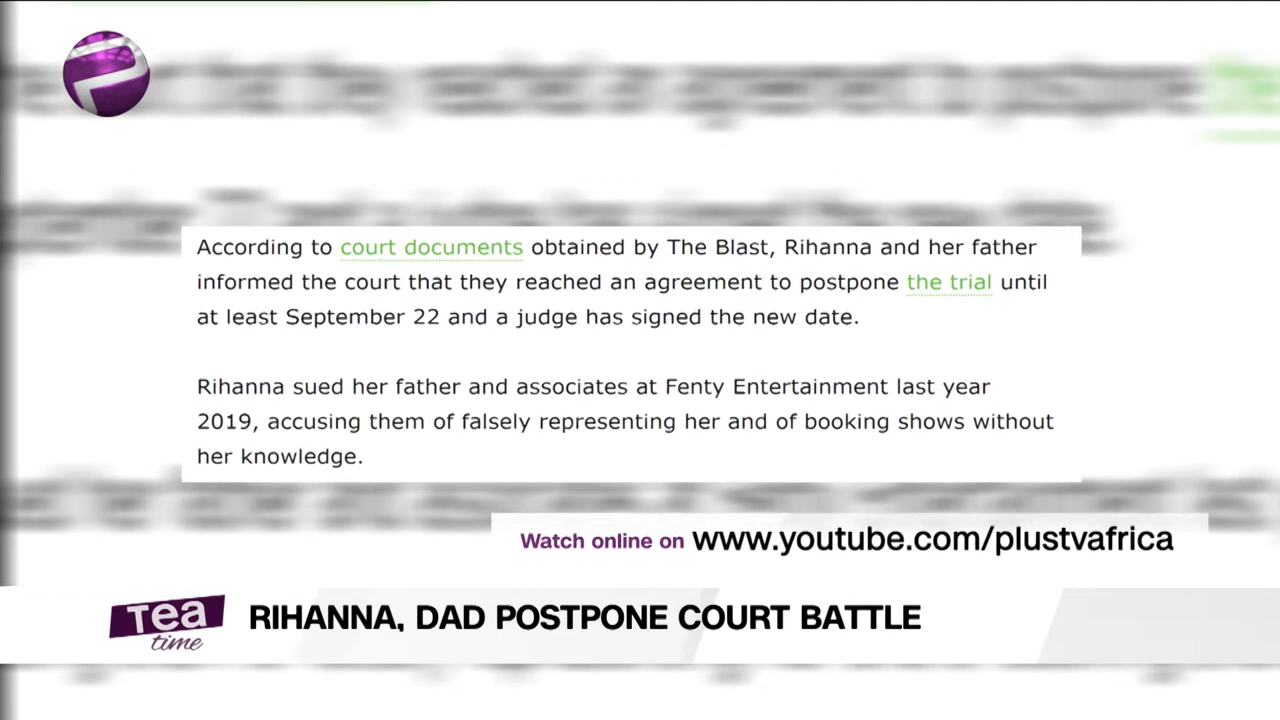 According to court documents obtained by The Blast, Rihanna and her father
informed the court that they reached an agreement to postpone the trial until
at least September 22 and a judge has signed the new date.
Rihanna sued her father and associates at Fenty Entertainment last year
2019, accusing them of falsely representing her and of booking shows without
her knowledge.
Watch online on www.youtube.com/plustvafrica
Tea
time
RIHANNA, DAD POSTPONE COURT BATTLE